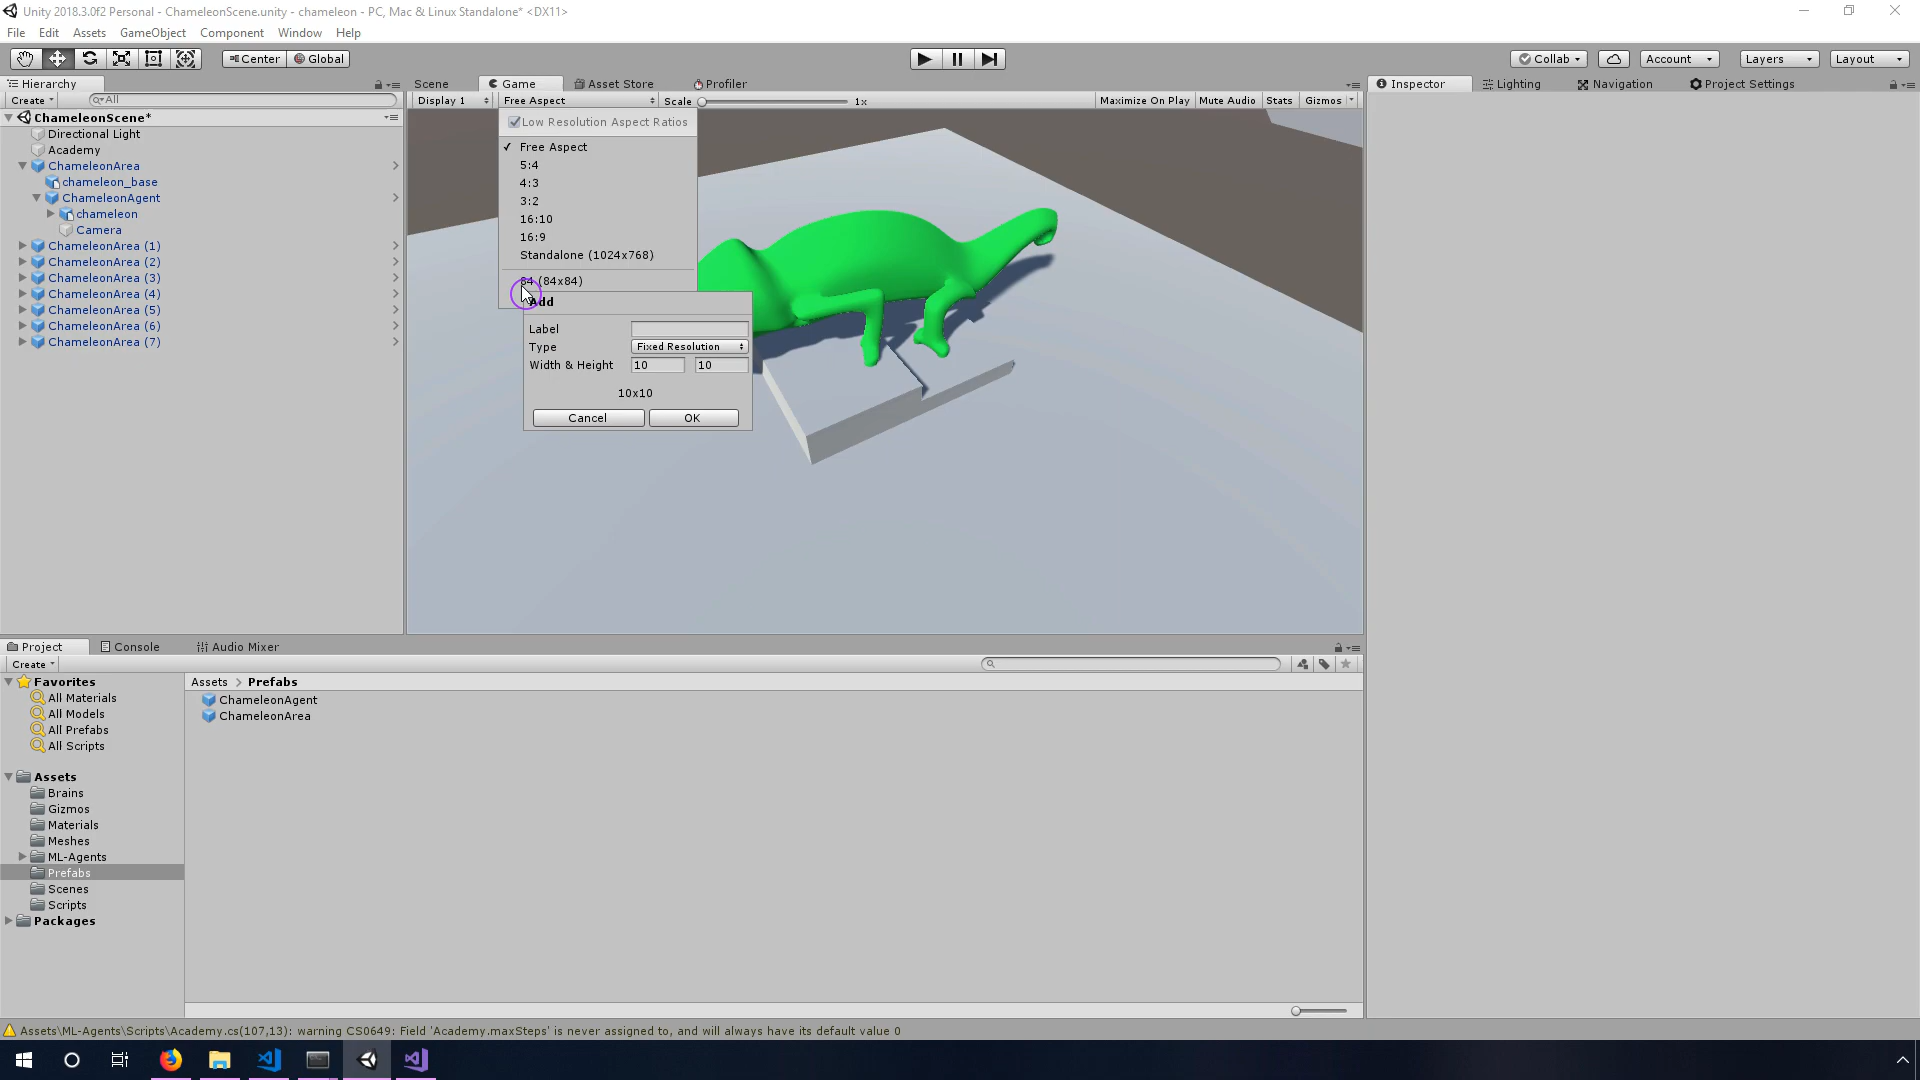 Unity 2018.3.0f2 Personal - ChameleonScene.unity - chameleon - PC, Mac & Linux Standalone* <DX11>
File Edit Assets GameObject Component Window Help
Center Global Collab Account Layers Layout
Hierarchy Scene Game Asset Store Profiler Inspector Lighting Navigation Project Settings
Create All Display 1 Free Aspect Scale 1x Maximize On Play Mute Audio Stats Gizmos
ChameleonScene*
Directional Light
Academy
ChameleonArea
chameleon_base
ChameleonAgent
chameleon
Camera
ChameleonArea (1)
ChameleonArea (2)
ChameleonArea (3)
ChameleonArea (4)
ChameleonArea (5)
ChameleonArea (6)
ChameleonArea (7)
Low Resolution Aspect Ratios
Free Aspect
5:4
4:3
3:2
16:10
16:9
Standalone (1024x768)
84 (84x84)
Add
Label
Type Fixed Resolution
Width & Height 10 10
10x10
Cancel OK
Project Console Audio Mixer
Create
Favorites
All Materials
All Models
All Prefabs
All Scripts
Assets
Brains
Gizmos
Materials
Meshes
ML-Agents
Prefabs
Scenes
Scripts
Packages
Assets > Prefabs
ChameleonAgent
ChameleonArea
Assets\ML-Agents\Scripts\Academy.cs(107,13): warning CS0649: Field 'Academy.maxSteps' is never assigned to, and will always have its default value 0